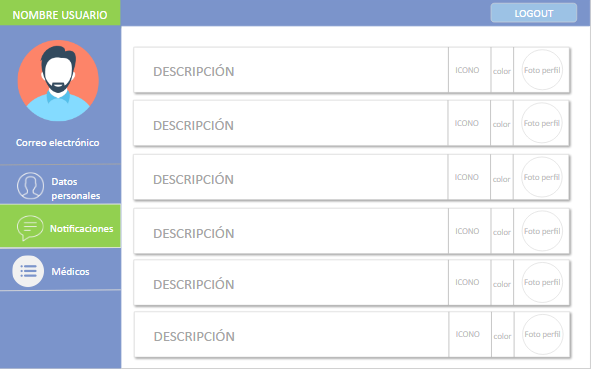 NOMBRE USUARIO
LOGOUT
Correo electrónico
Datos
personales
Notificaciones
Médicos
DESCRIPCIÓN ICONO color Foto perfil
DESCRIPCIÓN ICONO color Foto perfil
DESCRIPCIÓN ICONO color Foto perfil
DESCRIPCIÓN ICONO color Foto perfil
DESCRIPCIÓN ICONO color Foto perfil
DESCRIPCIÓN ICONO color Foto perfil